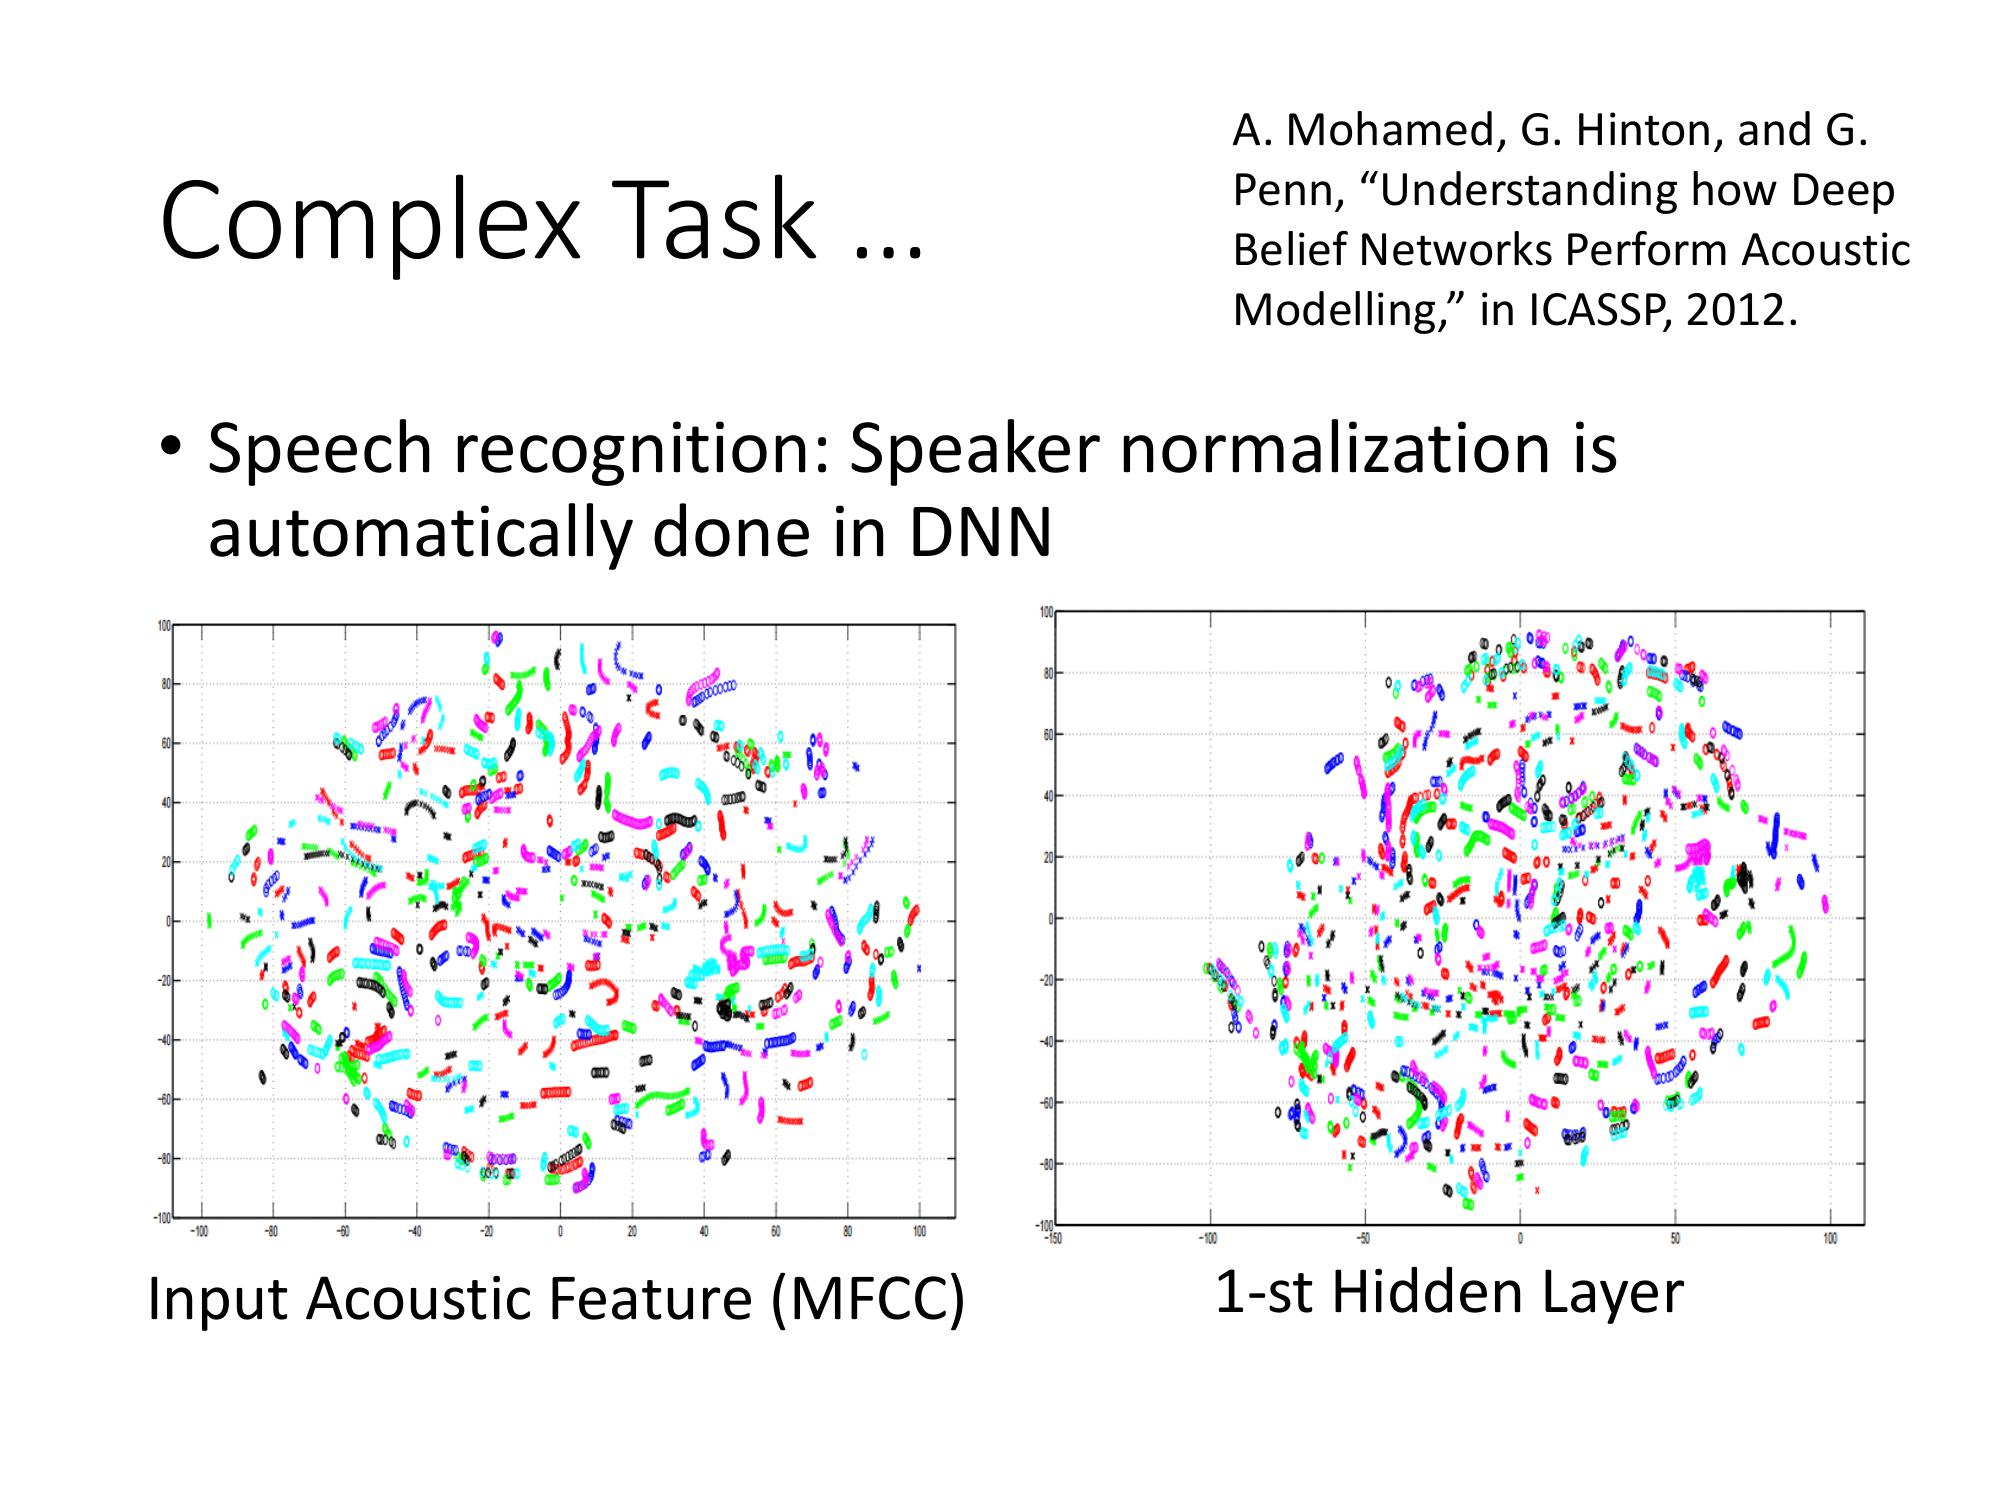 Complex Task …
A. Mohamed, G. Hinton, and G.
Penn, “Understanding how Deep
Belief Networks Perform Acoustic
Modelling,” in ICASSP, 2012.
• Speech recognition: Speaker normalization is
automatically done in DNN
100
80
60
40
20
0
−20
−40
−60
−80
−100
−100 −80 −60 −40 −20 0 20 40 60 80 100
Input Acoustic Feature (MFCC)
100
80
60
40
20
0
−20
−40
−60
−80
−100
−150 −100 −50 0 50 100
1-st Hidden Layer